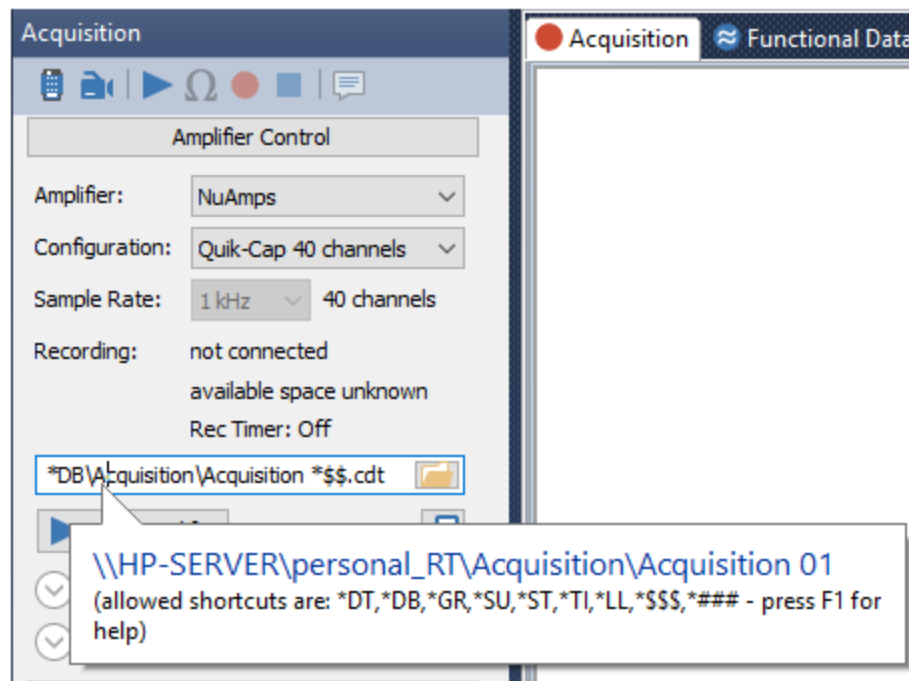 Acquisition
Acquisition
Functional Data
Amplifier Control
Amplifier:
NuAmps
Configuration:
Quik-Cap 40 channels
Sample Rate:
1 kHz
40 channels
Recording:
not connected
available space unknown
Rec Timer: Off
*DB\Acquisition\Acquisition *$$.cdt
\\HP-SERVER\personal_RT\Acquisition\Acquisition 01
(allowed shortcuts are: *DT,*DB,*GR,*SU,*ST,*TI,*LL,*$$$,*### - press F1 for
help)